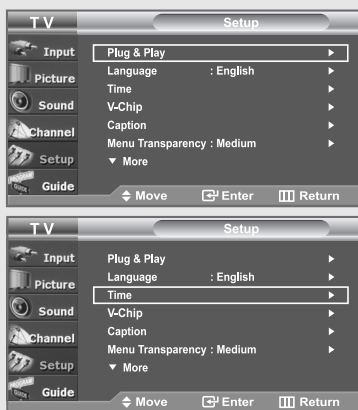 TV Setup
Input
Picture
Sound
Channel
Setup
Guide
Plug & Play ►
Language : English ►
Time ►
V-Chip ►
Caption ►
Menu Transparency : Medium ►
▼ More
Move Enter Return
TV Setup
Input
Picture
Sound
Channel
Setup
Guide
Plug & Play ►
Language : English ►
Time ►
V-Chip ►
Caption ►
Menu Transparency : Medium ►
▼ More
Move Enter Return